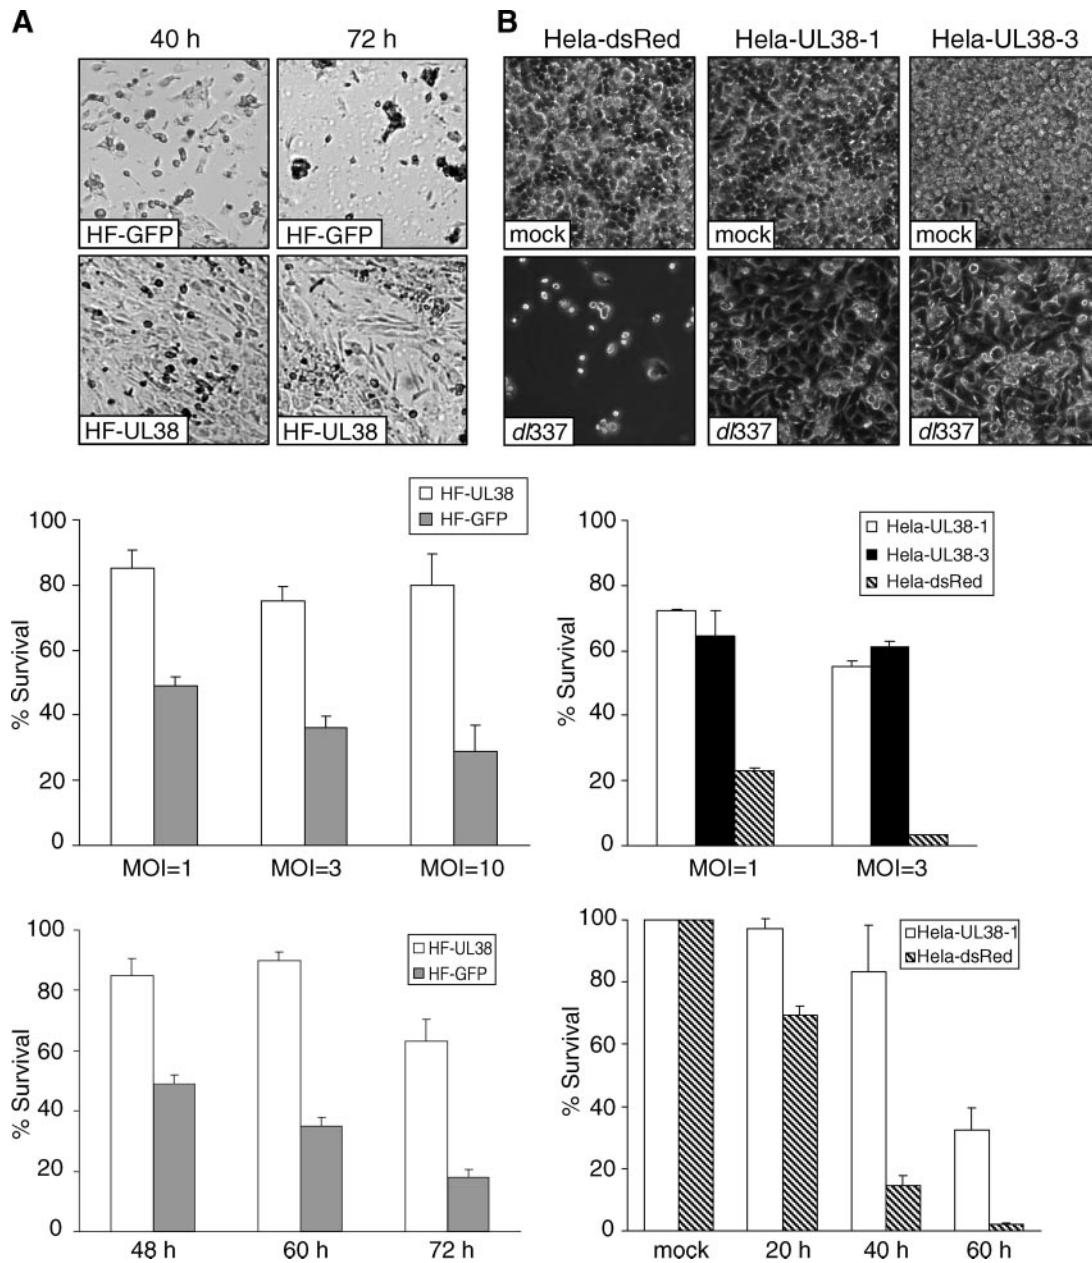 A
40 h 72 h
HF-GFP HF-GFP
HF-UL38 HF-UL38
B
Hela-dsRed Hela-UL38-1 Hela-UL38-3
mock mock mock
dl337 dl337 dl337
HF-UL38
HF-GFP
% Survival
100
80
60
40
20
0
MOI=1 MOI=3 MOI=10
Hela-UL38-1
Hela-UL38-3
Hela-dsRed
% Survival
100
80
60
40
20
0
MOI=1 MOI=3
HF-UL38
HF-GFP
% Survival
100
80
60
40
20
0
48 h 60 h 72 h
Hela-UL38-1
Hela-dsRed
% Survival
100
80
60
40
20
0
mock 20 h 40 h 60 h